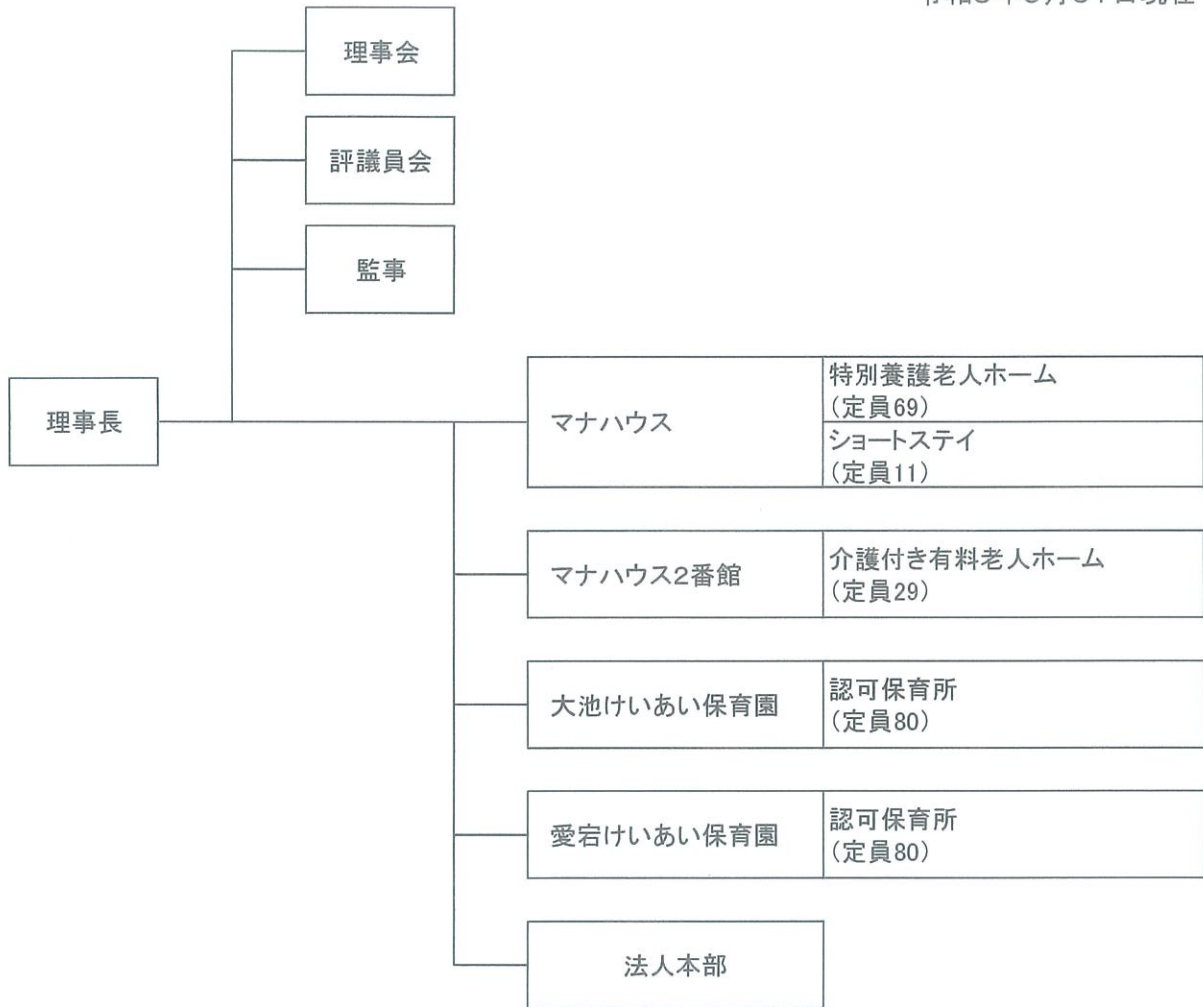 理事会
評議員会
監事
理事長
マナハウス
特別養護老人ホーム
(定員69)
ショートステイ
(定員11)
マナハウス2番館
介護付き有料老人ホーム
(定員29)
大池けいあい保育園
認可保育所
(定員80)
愛宕けいあい保育園
認可保育所
(定員80)
法人本部